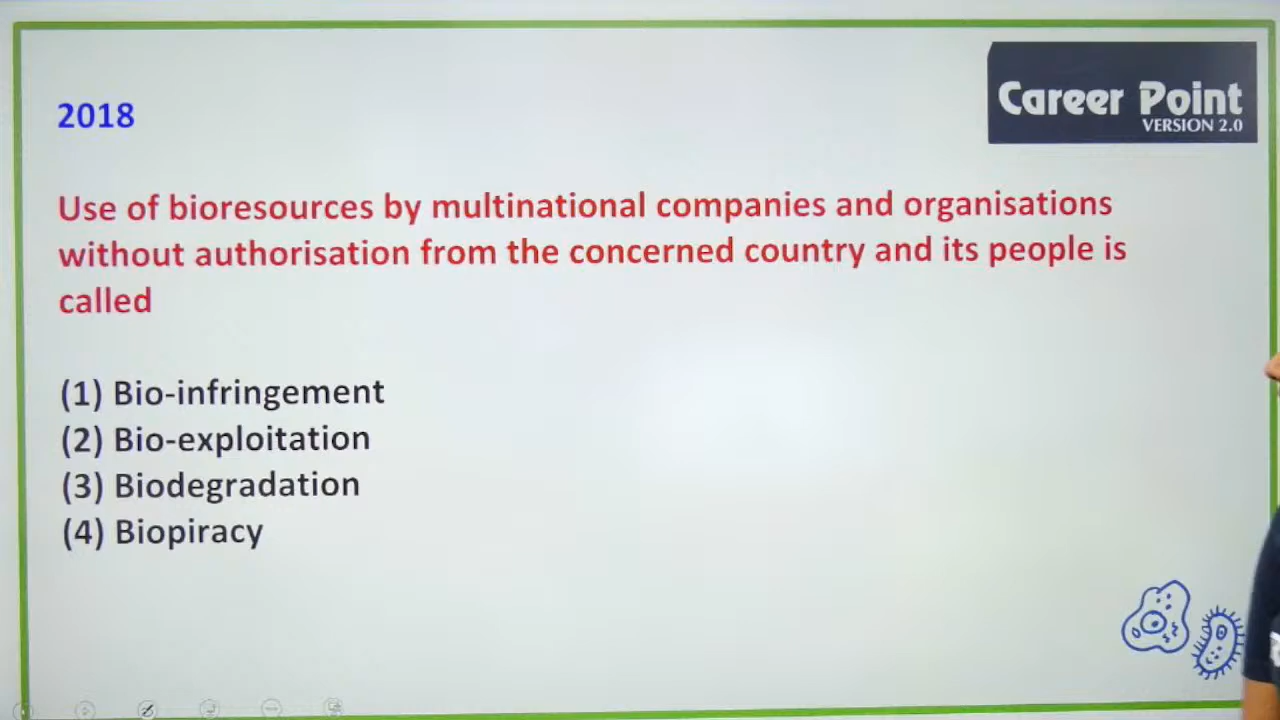 Career Point
VERSION 2.0
2018
Use of bioresources by multinational companies and organisations
without authorisation from the concerned country and its people is
called
(1) Bio-infringement
(2) Bio-exploitation
(3) Biodegradation
(4) Biopiracy